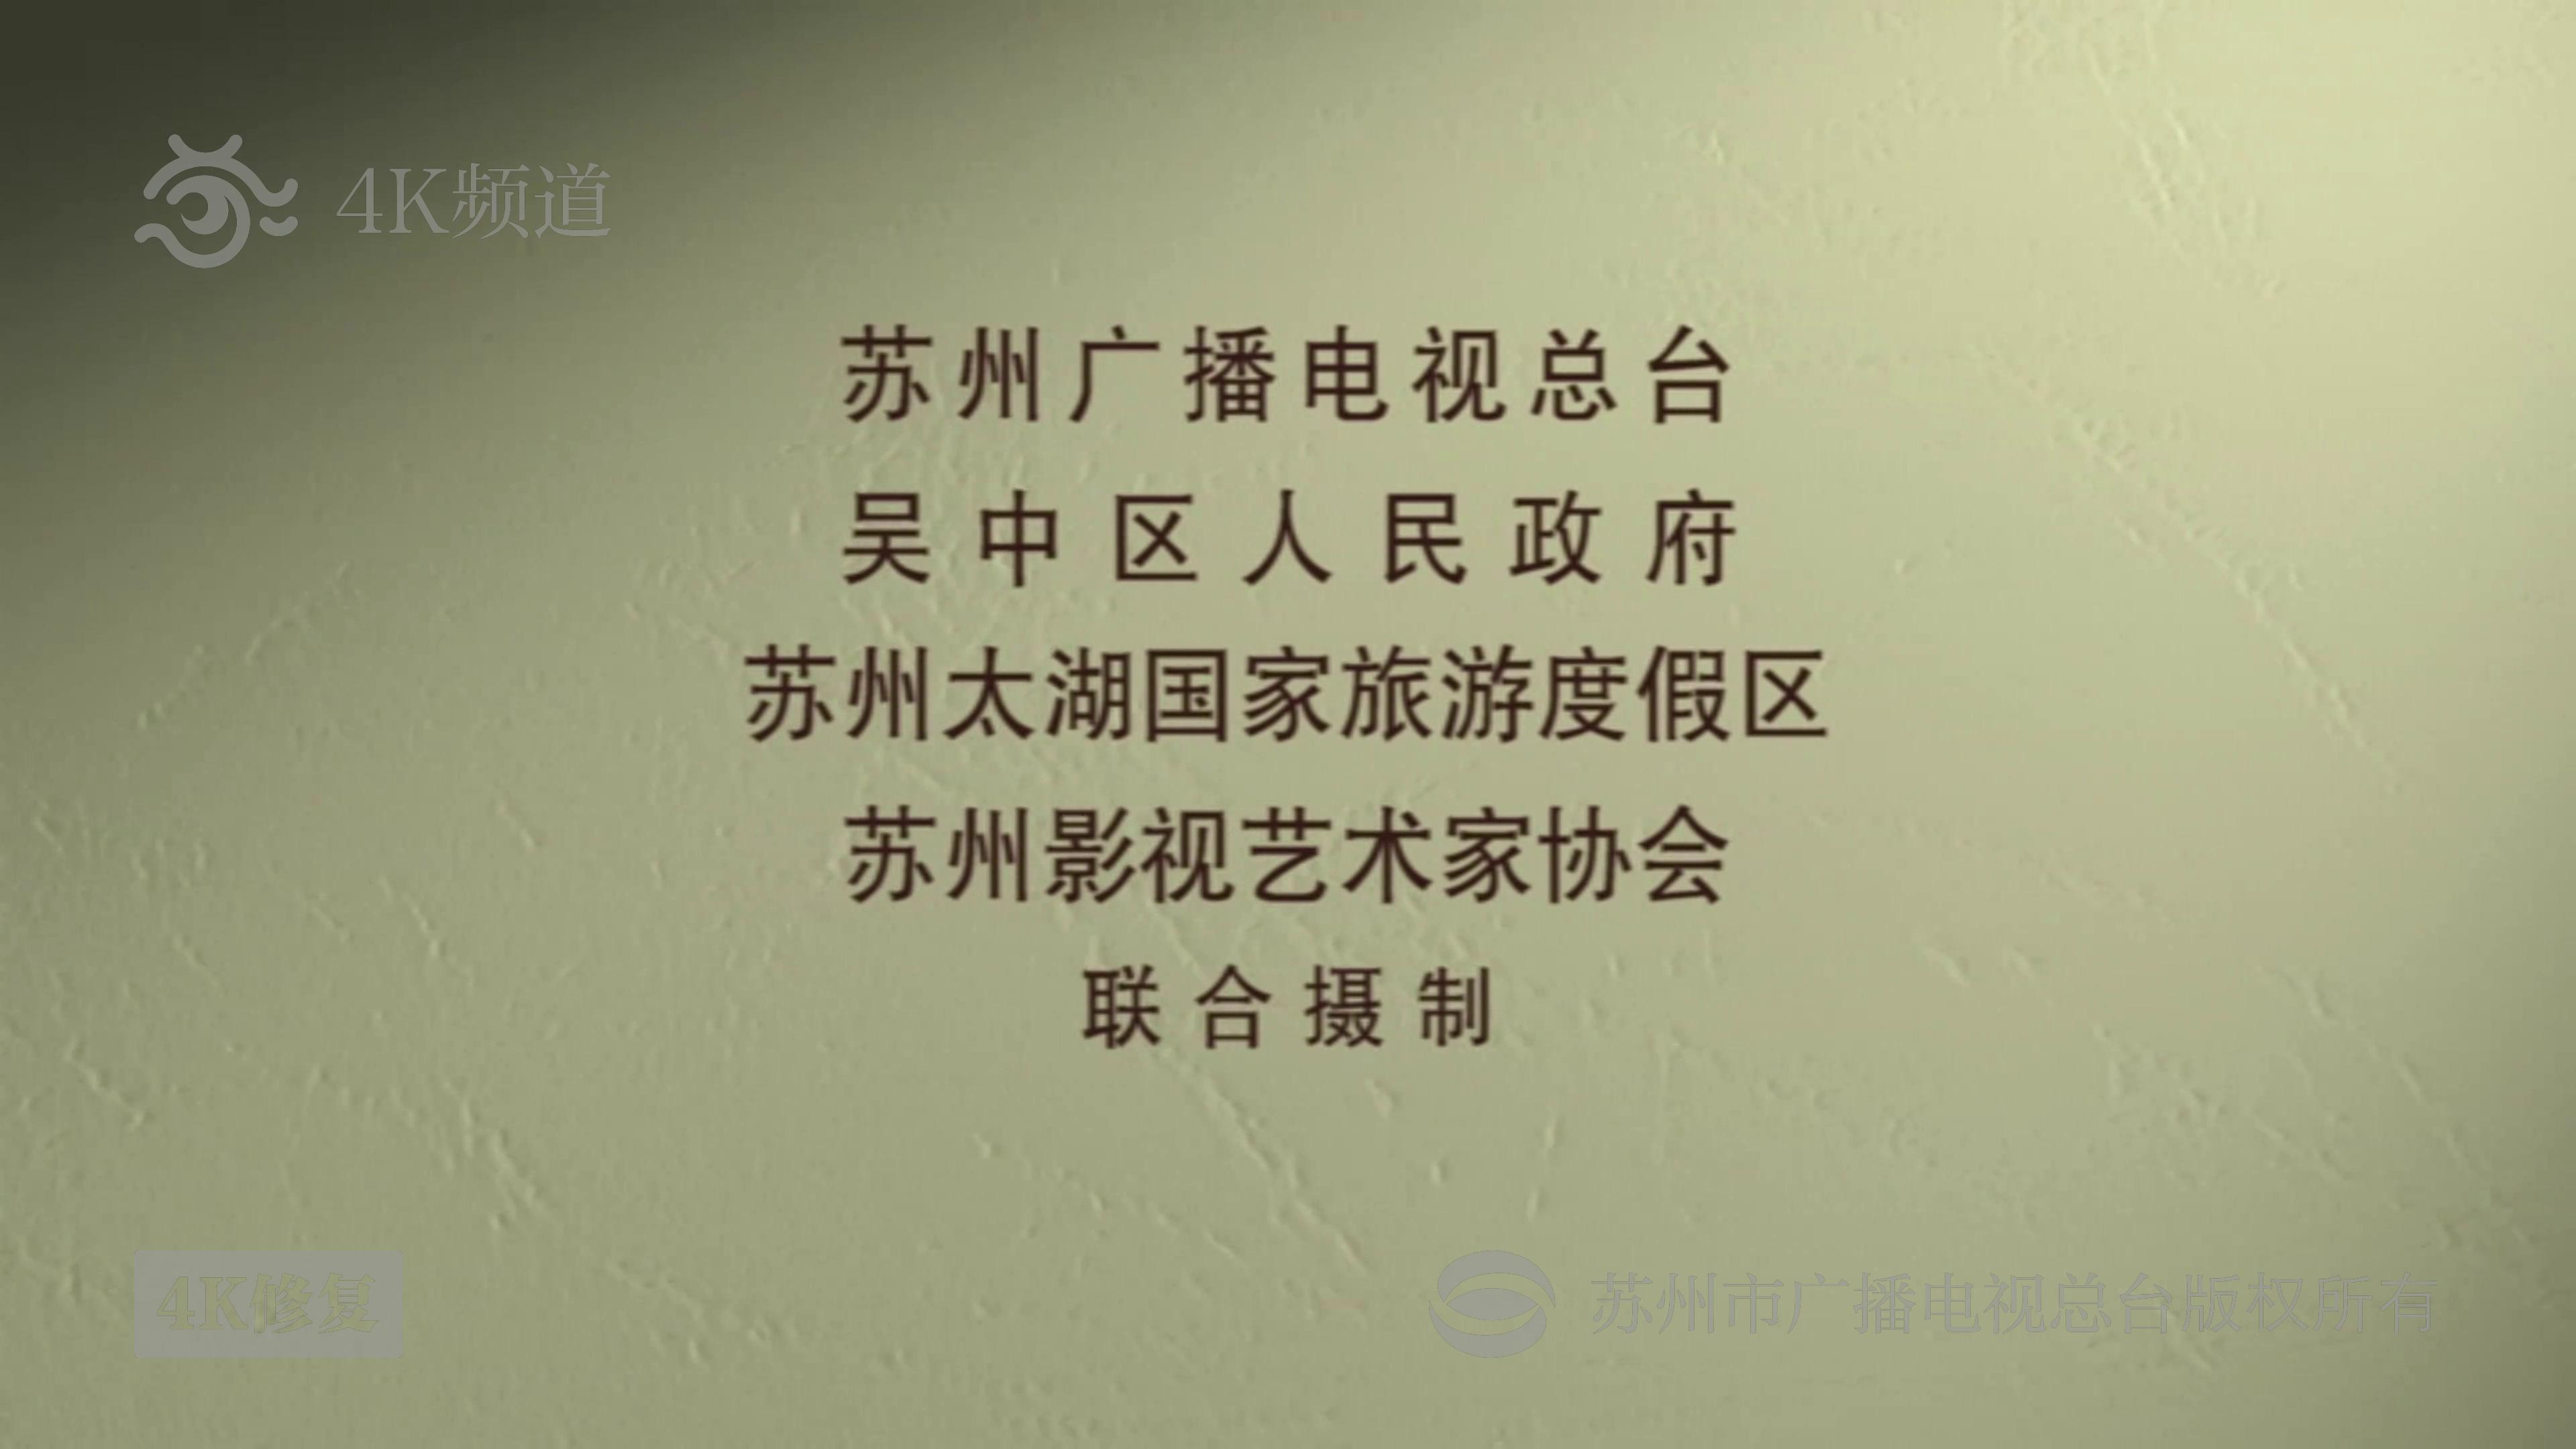 4K频道
苏州广播电视总台
吴中区人民政府
苏州太湖国家旅游度假区
苏州影视艺术家协会
联合摄制
4K修复
苏州市广播电视总台版权所有